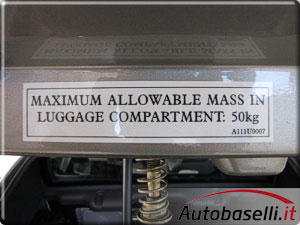 MAXIMUM ALLOWABLE MASS IN
LUGGAGE COMPARTMENT: 50kg
A111U0007
Autobaselli.it